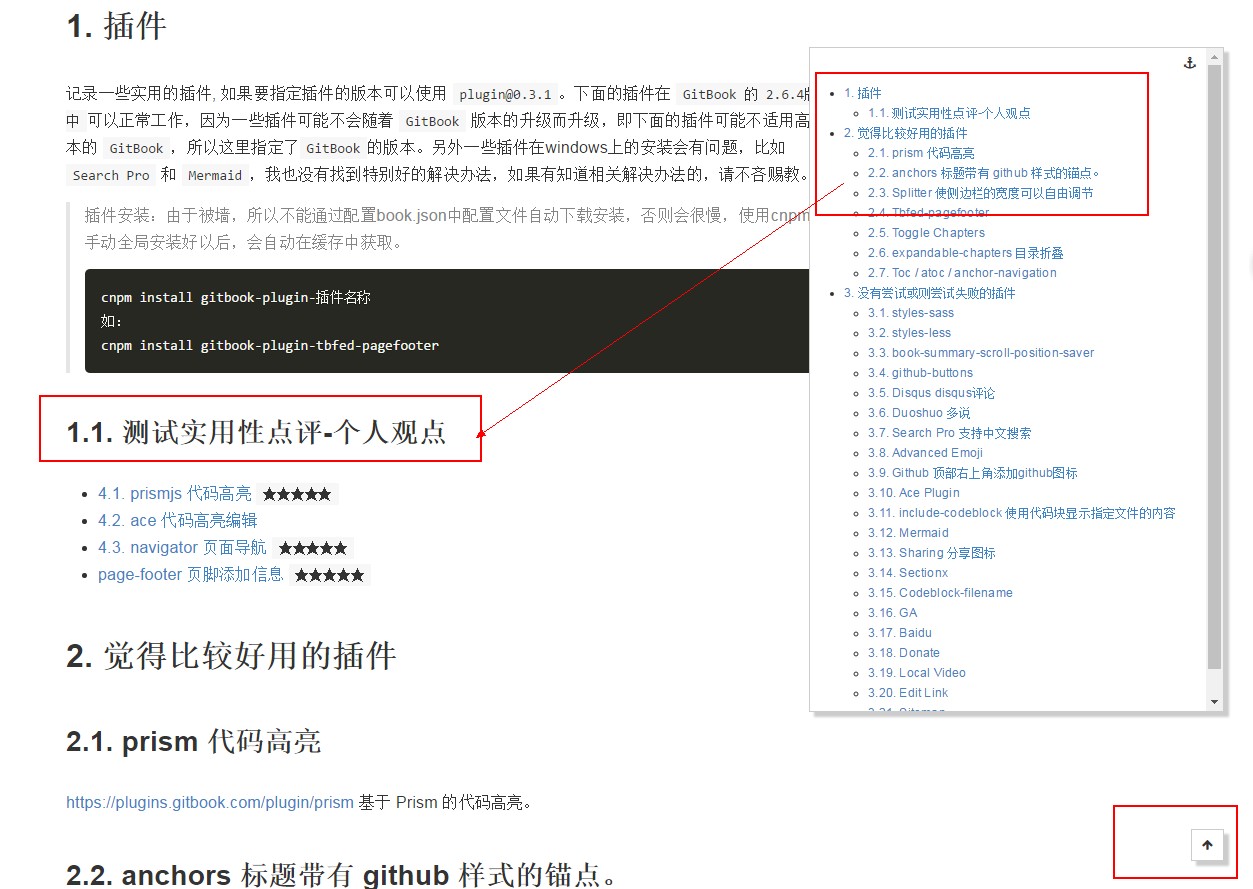 1. 插件
记录一些实用的插件, 如果要指定插件的版本可以使用 plugin@0.3.1 。下面的插件在 GitBook 的 2.6.4
中 可以正常工作，因为一些插件可能不会随着 GitBook 版本的升级而升级，即下面的插件可能不适用高
本的 GitBook ，所以这里指定了 GitBook 的版本。另外一些插件在windows上的安装会有问题，比如
Search Pro 和 Mermaid ，我也没有找到特别好的解决办法，如果有知道相关解决办法的，请不吝赐教。
插件安装：由于被墙，所以不能通过配置book.json中配置文件自动下载安装，否则会很慢，使用cnpm
手动全局安装好以后，会自动在缓存中获取。
cnpm install gitbook-plugin-插件名称
如：
cnpm install gitbook-plugin-tbfed-pagefooter
1.1. 测试实用性点评-个人观点
4.1. prismjs 代码高亮 ★★★★★
4.2. ace 代码高亮编辑
4.3. navigator 页面导航 ★★★★★
page-footer 页脚添加信息 ★★★★★
2. 觉得比较好用的插件
2.1. prism 代码高亮
https://plugins.gitbook.com/plugin/prism 基于 Prism 的代码高亮。
2.2. anchors 标题带有 github 样式的锚点。
1. 插件
1.1. 测试实用性点评-个人观点
2. 觉得比较好用的插件
2.1. prism 代码高亮
2.2. anchors 标题带有 github 样式的锚点。
2.3. Splitter 使侧边栏的宽度可以自由调节
2.4. Tbfed-pagefooter
2.5. Toggle Chapters
2.6. expandable-chapters 目录折叠
2.7. Toc / atoc / anchor-navigation
3. 没有尝试或则尝试失败的插件
3.1. styles-sass
3.2. styles-less
3.3. book-summary-scroll-position-saver
3.4. github-buttons
3.5. Disqus disqus评论
3.6. Duoshuo 多说
3.7. Search Pro 支持中文搜索
3.8. Advanced Emoji
3.9. Github 顶部右上角添加github图标
3.10. Ace Plugin
3.11. include-codeblock 使用代码块显示指定文件的内容
3.12. Mermaid
3.13. Sharing 分享图标
3.14. Sectionx
3.15. Codeblock-filename
3.16. GA
3.17. Baidu
3.18. Donate
3.19. Local Video
3.20. Edit Link